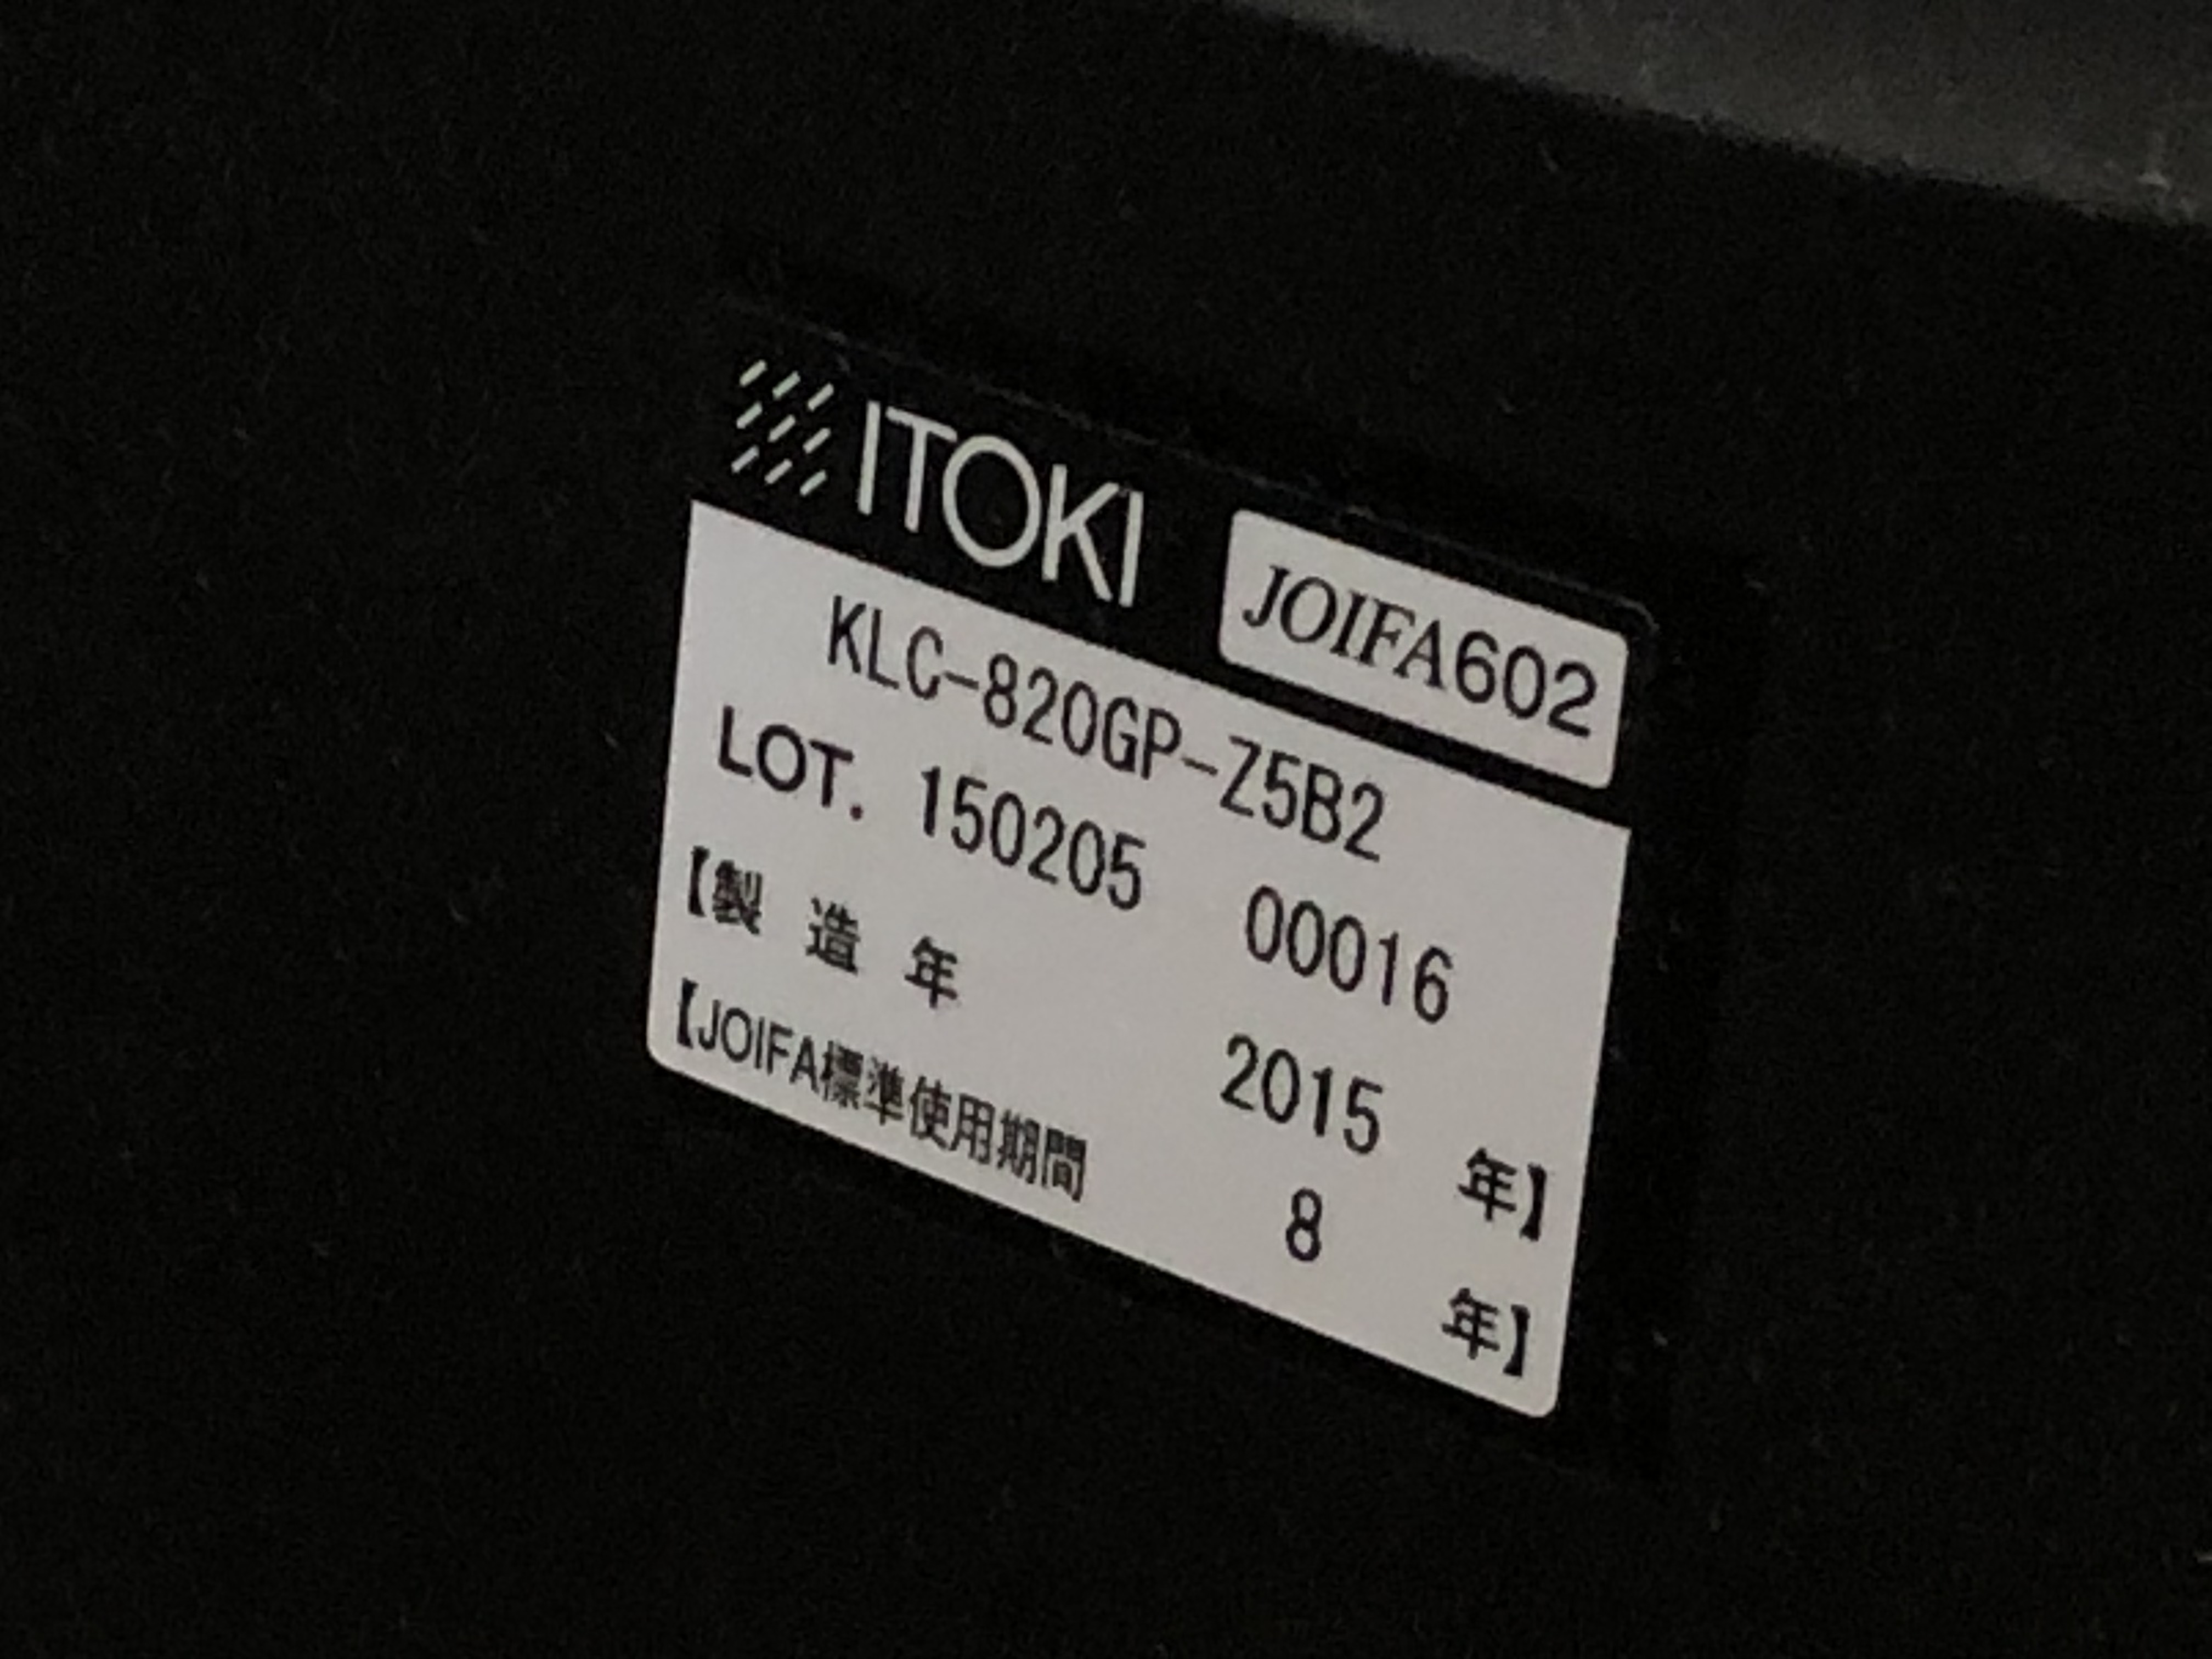 ITOKI JOIFA602
KLC-820GP-Z5B2
LOT. 150205 00016
【製 造 年 2015 年】
【JOIFA標準使用期間 8 年】